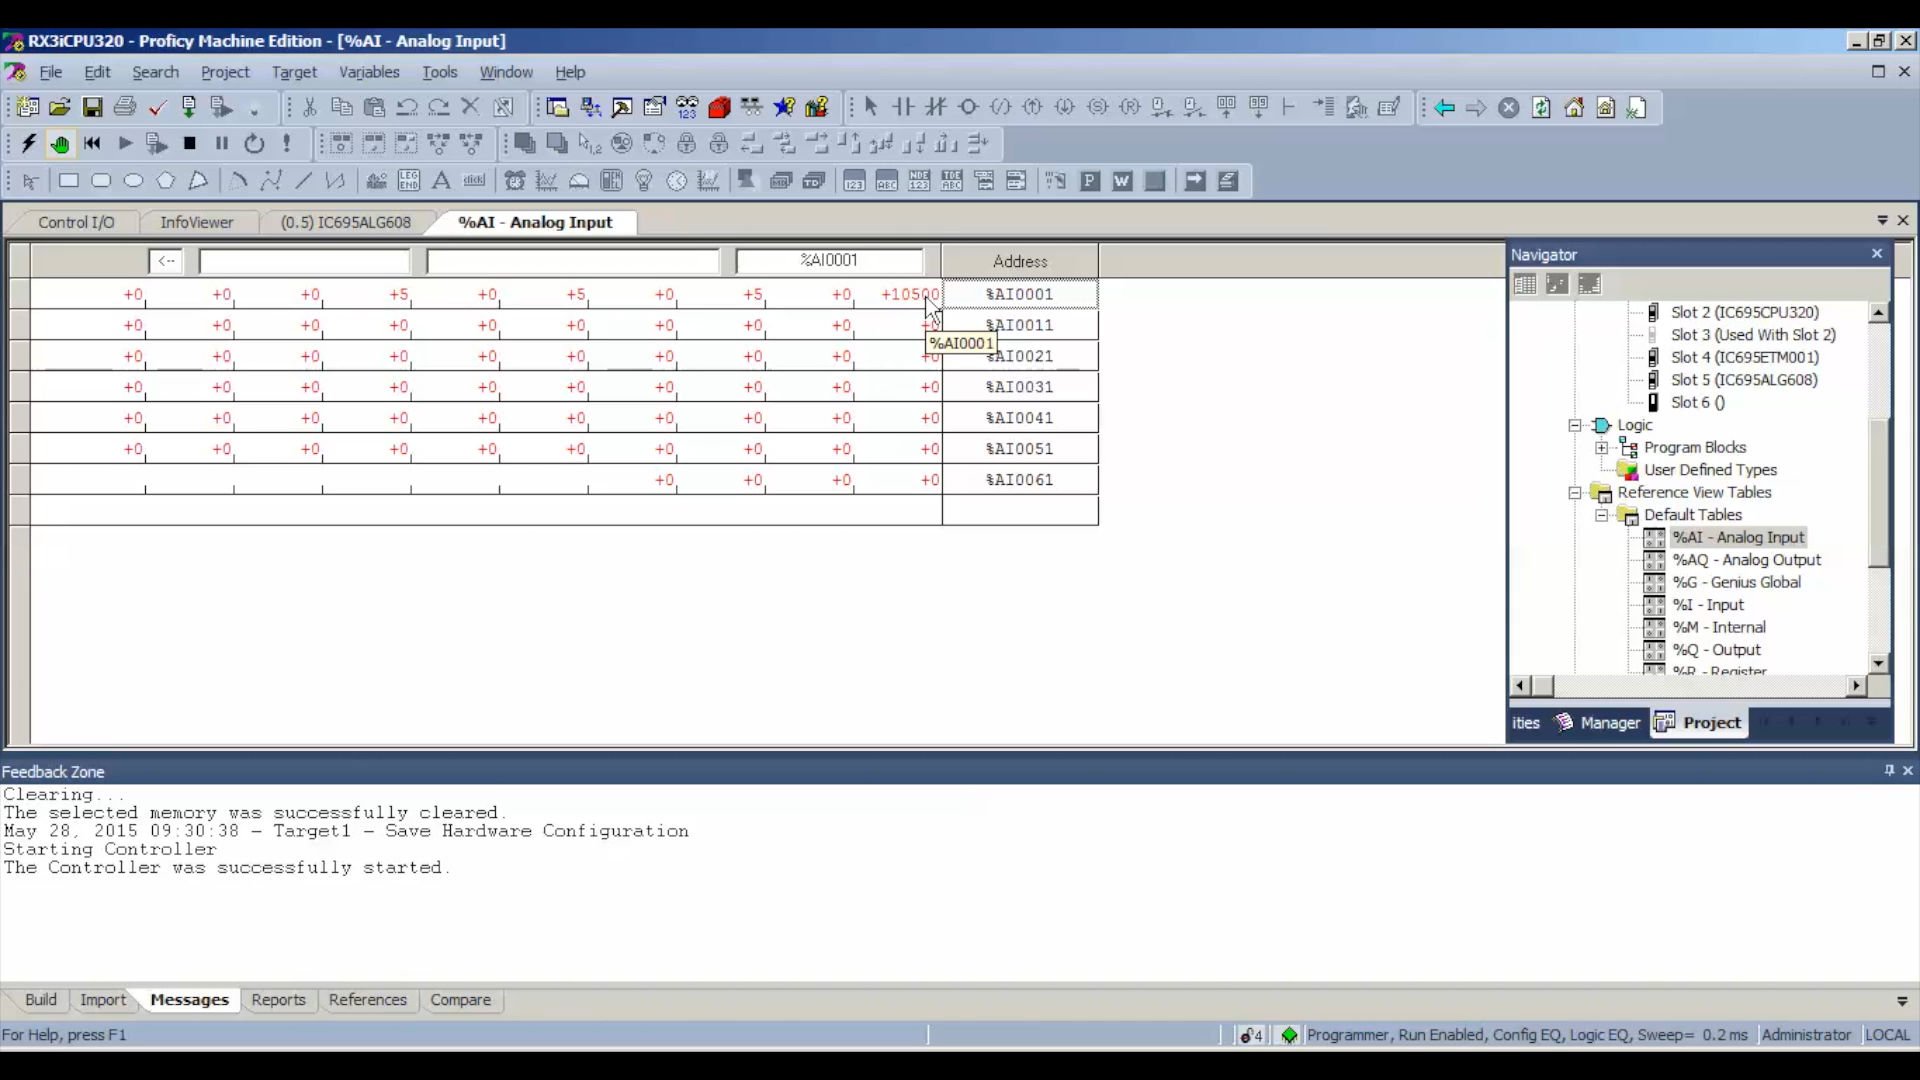 RX3iCPU320 - Proficy Machine Edition - [%AI - Analog Input]
File Edit Search Project Target Variables Tools Window Help
Control I/O InfoViewer (0.5) IC695ALG608 %AI - Analog Input
<-- %AI0001 Address
+0 +0 +0 +5 +0 +5 +0 +5 +0 +10500 %AI0001
+0 +0 +0 +0 +0 +0 +0 +0 +0 +0 %AI0011
%AI0001
+0 +0 +0 +0 +0 +0 +0 +0 +0 +0 %AI0021
+0 +0 +0 +0 +0 +0 +0 +0 +0 +0 %AI0031
+0 +0 +0 +0 +0 +0 +0 +0 +0 +0 %AI0041
+0 +0 +0 +0 +0 +0 +0 +0 +0 +0 %AI0051
+0 +0 +0 +0 %AI0061
Navigator
Slot 2 (IC695CPU320)
Slot 3 (Used With Slot 2)
Slot 4 (IC695ETM001)
Slot 5 (IC695ALG608)
Slot 6 ()
Logic
Program Blocks
User Defined Types
Reference View Tables
Default Tables
%AI - Analog Input
%AQ - Analog Output
%G - Genius Global
%I - Input
%M - Internal
%Q - Output
%R - Register
ities Manager Project
Feedback Zone
Clearing...
The selected memory was successfully cleared.
May 28, 2015 09:30:38 - Target1 - Save Hardware Configuration
Starting Controller
The Controller was successfully started.
Build Import Messages Reports References Compare
For Help, press F1
4 Programmer, Run Enabled, Config EQ, Logic EQ, Sweep= 0.2 ms Administrator LOCAL